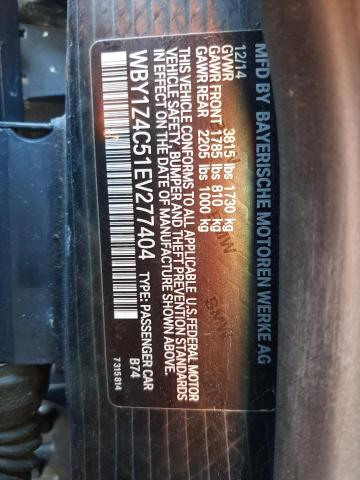 MFD BY BAYERISCHE MOTOREN WERKE AG
12/14
GVWR 3815 lbs 1730 kg
GAWR FRONT 1785 lbs 810 kg
GAWR REAR 2205 lbs 1000 kg
THIS VEHICLE CONFORMS TO ALL APPLICABLE U.S. FEDERAL MOTOR
VEHICLE SAFETY, BUMPER AND THEFT PREVENTION STANDARDS
IN EFFECT ON THE DATE OF MANUFACTURE SHOWN ABOVE.
WBY1Z4C51EV277404 TYPE: PASSENGER CAR
B74
7 315 814
BMW
BMW